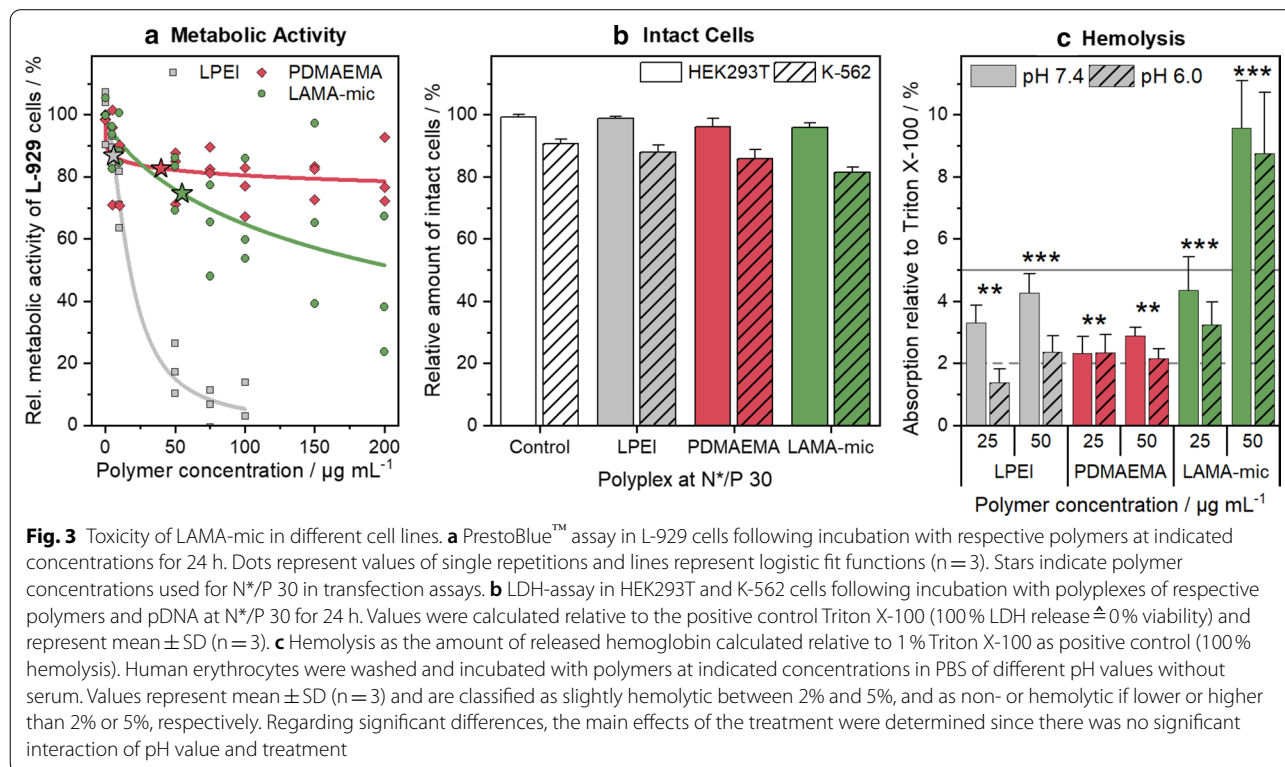 a Metabolic Activity
LPEI
PDMAEMA
LAMA-mic
Rel. metabolic activity of L-929 cells / %
100
80
60
40
20
0
0 50 100 150 200
Polymer concentration / µg mL-1
b Intact Cells
HEK293T
K-562
Relative amount of intact cells / %
100
80
60
40
20
0
Control LPEI PDMAEMA LAMA-mic
Polyplex at N*/P 30
c Hemolysis
pH 7.4
pH 6.0
Absorption relative to Triton X-100 / %
10
8
6
4
2
0
**
***
**
**
***
***
25 50 25 50 25 50
LPEI PDMAEMA LAMA-mic
Polymer concentration / µg mL-1
Fig. 3 Toxicity of LAMA-mic in different cell lines. a PrestoBlue™ assay in L-929 cells following incubation with respective polymers at indicated
concentrations for 24 h. Dots represent values of single repetitions and lines represent logistic fit functions (n = 3). Stars indicate polymer
concentrations used for N*/P 30 in transfection assays. b LDH-assay in HEK293T and K-562 cells following incubation with polyplexes of respective
polymers and pDNA at N*/P 30 for 24 h. Values were calculated relative to the positive control Triton X-100 (100% LDH release ≙ 0% viability) and
represent mean ± SD (n = 3). c Hemolysis as the amount of released hemoglobin calculated relative to 1% Triton X-100 as positive control (100%
hemolysis). Human erythrocytes were washed and incubated with polymers at indicated concentrations in PBS of different pH values without
serum. Values represent mean ± SD (n = 3) and are classified as slightly hemolytic between 2% and 5%, and as non- or hemolytic if lower or higher
than 2% or 5%, respectively. Regarding significant differences, the main effects of the treatment were determined since there was no significant
interaction of pH value and treatment